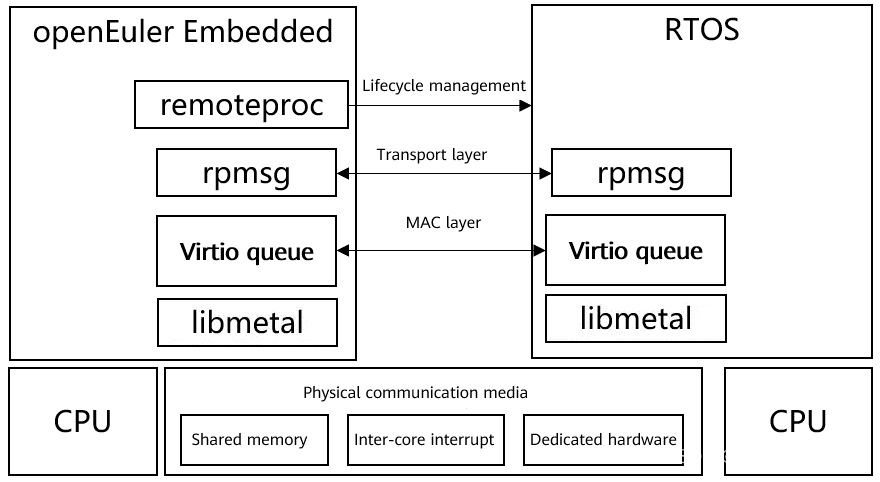 openEuler Embedded
RTOS
remoteproc
Lifecycle management
rpmsg
Transport layer
rpmsg
Virtio queue
MAC layer
Virtio queue
libmetal
libmetal
CPU
Physical communication media
Shared memory
Inter-core interrupt
Dedicated hardware
CPU